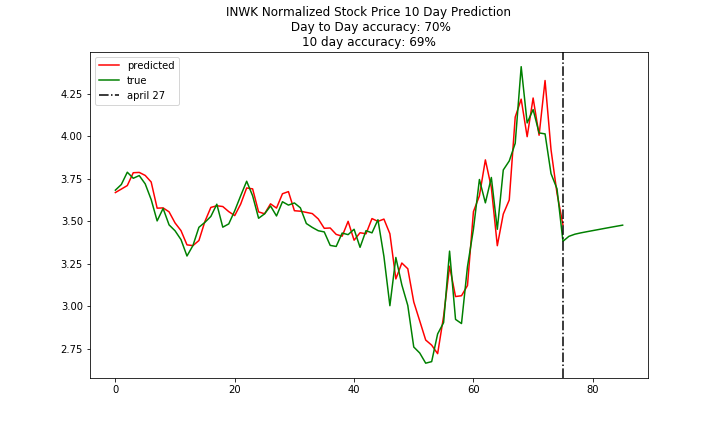 INWK Normalized Stock Price 10 Day Prediction
Day to Day accuracy: 70%
10 day accuracy: 69%
predicted
true
april 27
4.25
4.00
3.75
3.50
3.25
3.00
2.75
0 20 40 60 80